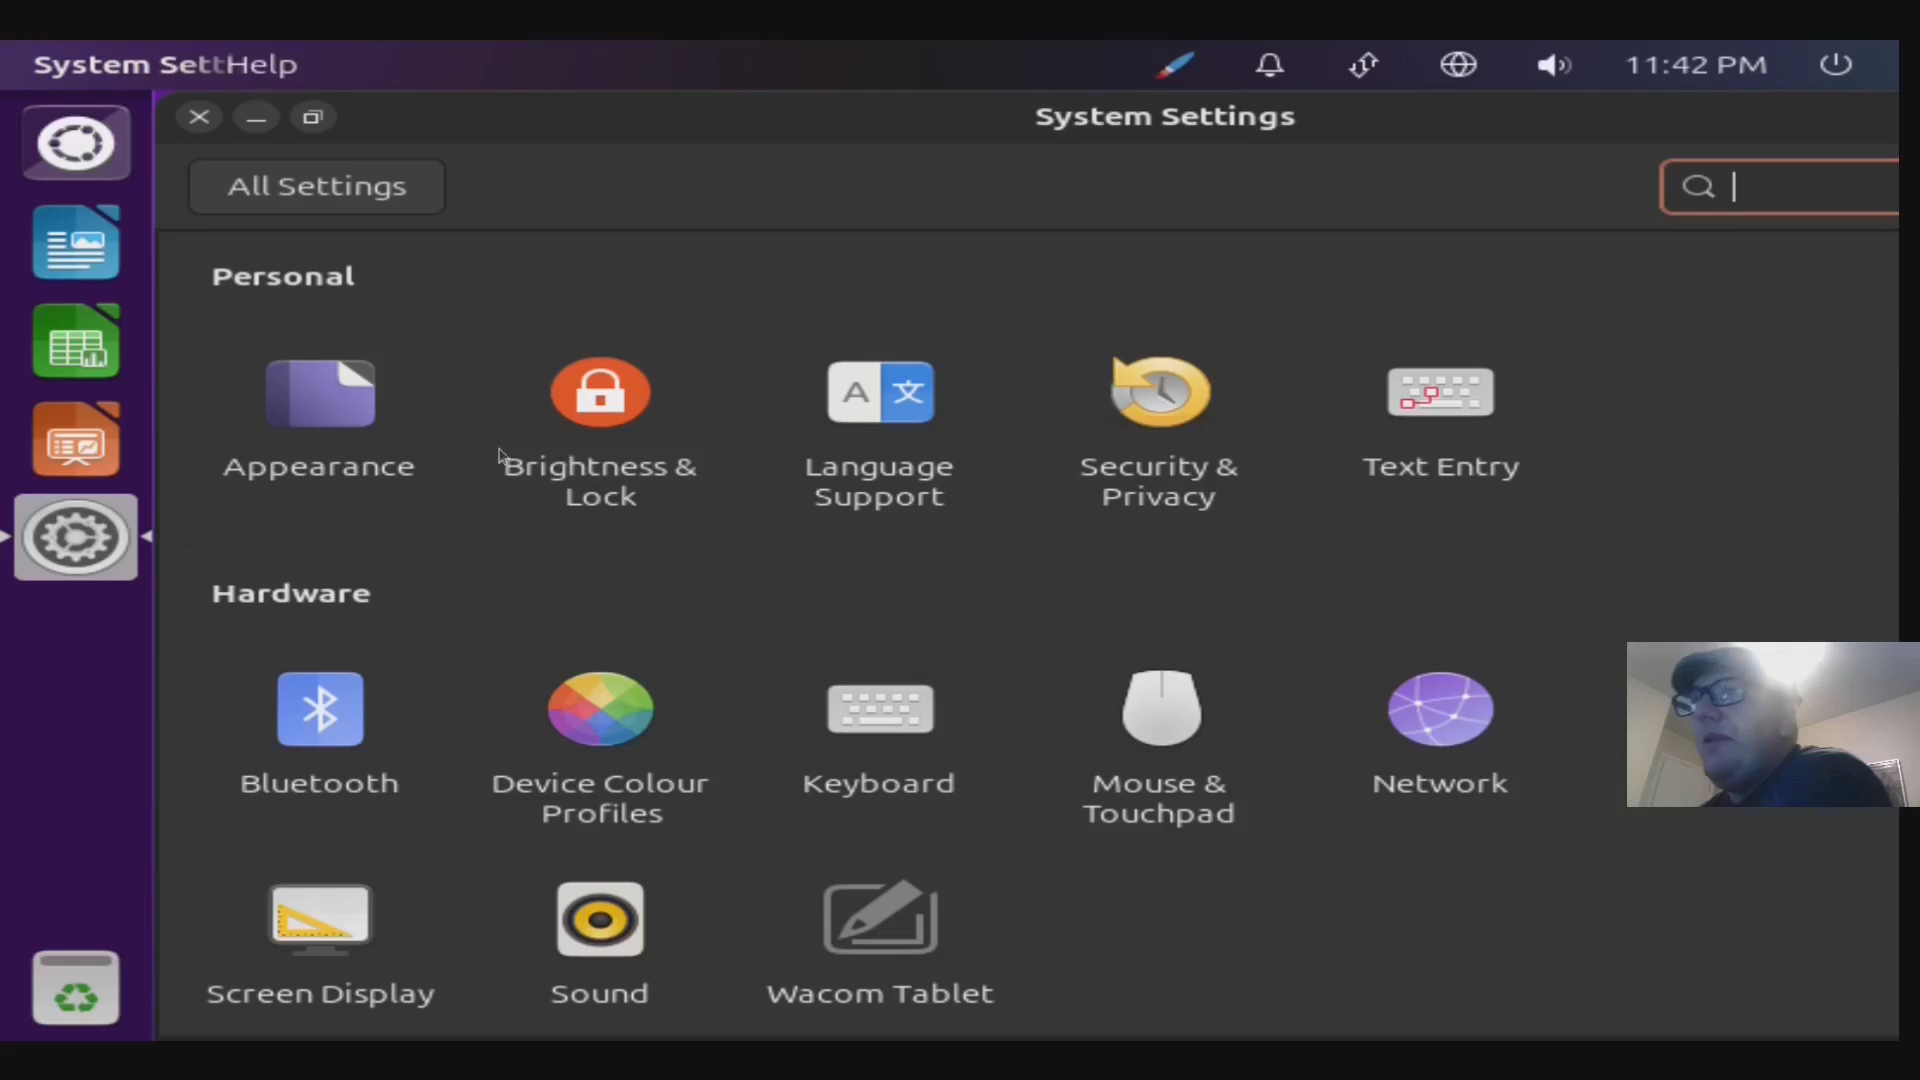 System SettHelp
11:42 PM
System Settings
All Settings
Personal
Appearance
Brightness &
Lock
Language
Support
Security &
Privacy
Text Entry
Hardware
Bluetooth
Device Colour
Profiles
Keyboard
Mouse &
Touchpad
Network
Screen Display
Sound
Wacom Tablet